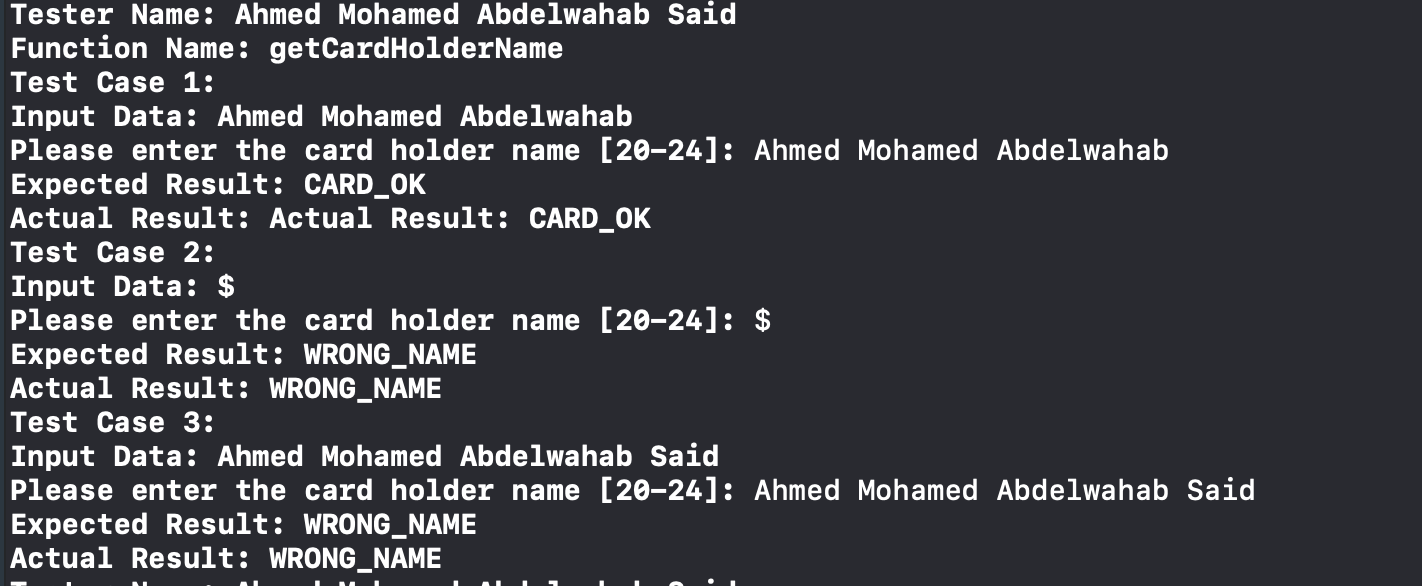 Tester Name: Ahmed Mohamed Abdelwahab Said
Function Name: getCardHolderName
Test Case 1:
Input Data: Ahmed Mohamed Abdelwahab
Please enter the card holder name [20-24]: Ahmed Mohamed Abdelwahab
Expected Result: CARD_OK
Actual Result: Actual Result: CARD_OK
Test Case 2:
Input Data: $
Please enter the card holder name [20-24]: $
Expected Result: WRONG_NAME
Actual Result: WRONG_NAME
Test Case 3:
Input Data: Ahmed Mohamed Abdelwahab Said
Please enter the card holder name [20-24]: Ahmed Mohamed Abdelwahab Said
Expected Result: WRONG_NAME
Actual Result: WRONG_NAME